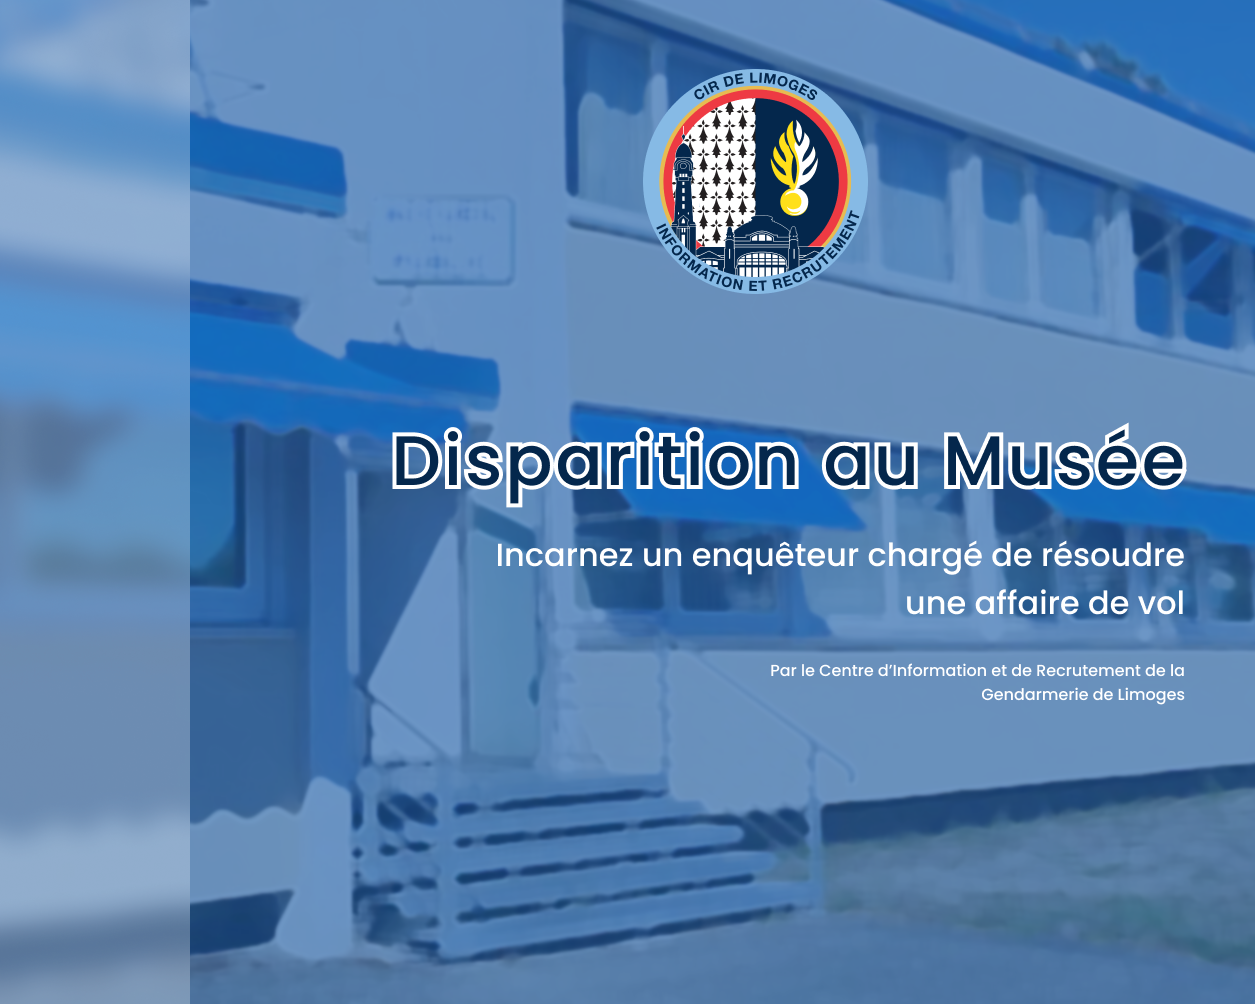 CIR DE LIMOGES
INFORMATION ET RECRUTEMENT
Disparition au Musée
Incarnez un enquêteur chargé de résoudre
une affaire de vol
Par le Centre d’Information et de Recrutement de la
Gendarmerie de Limoges